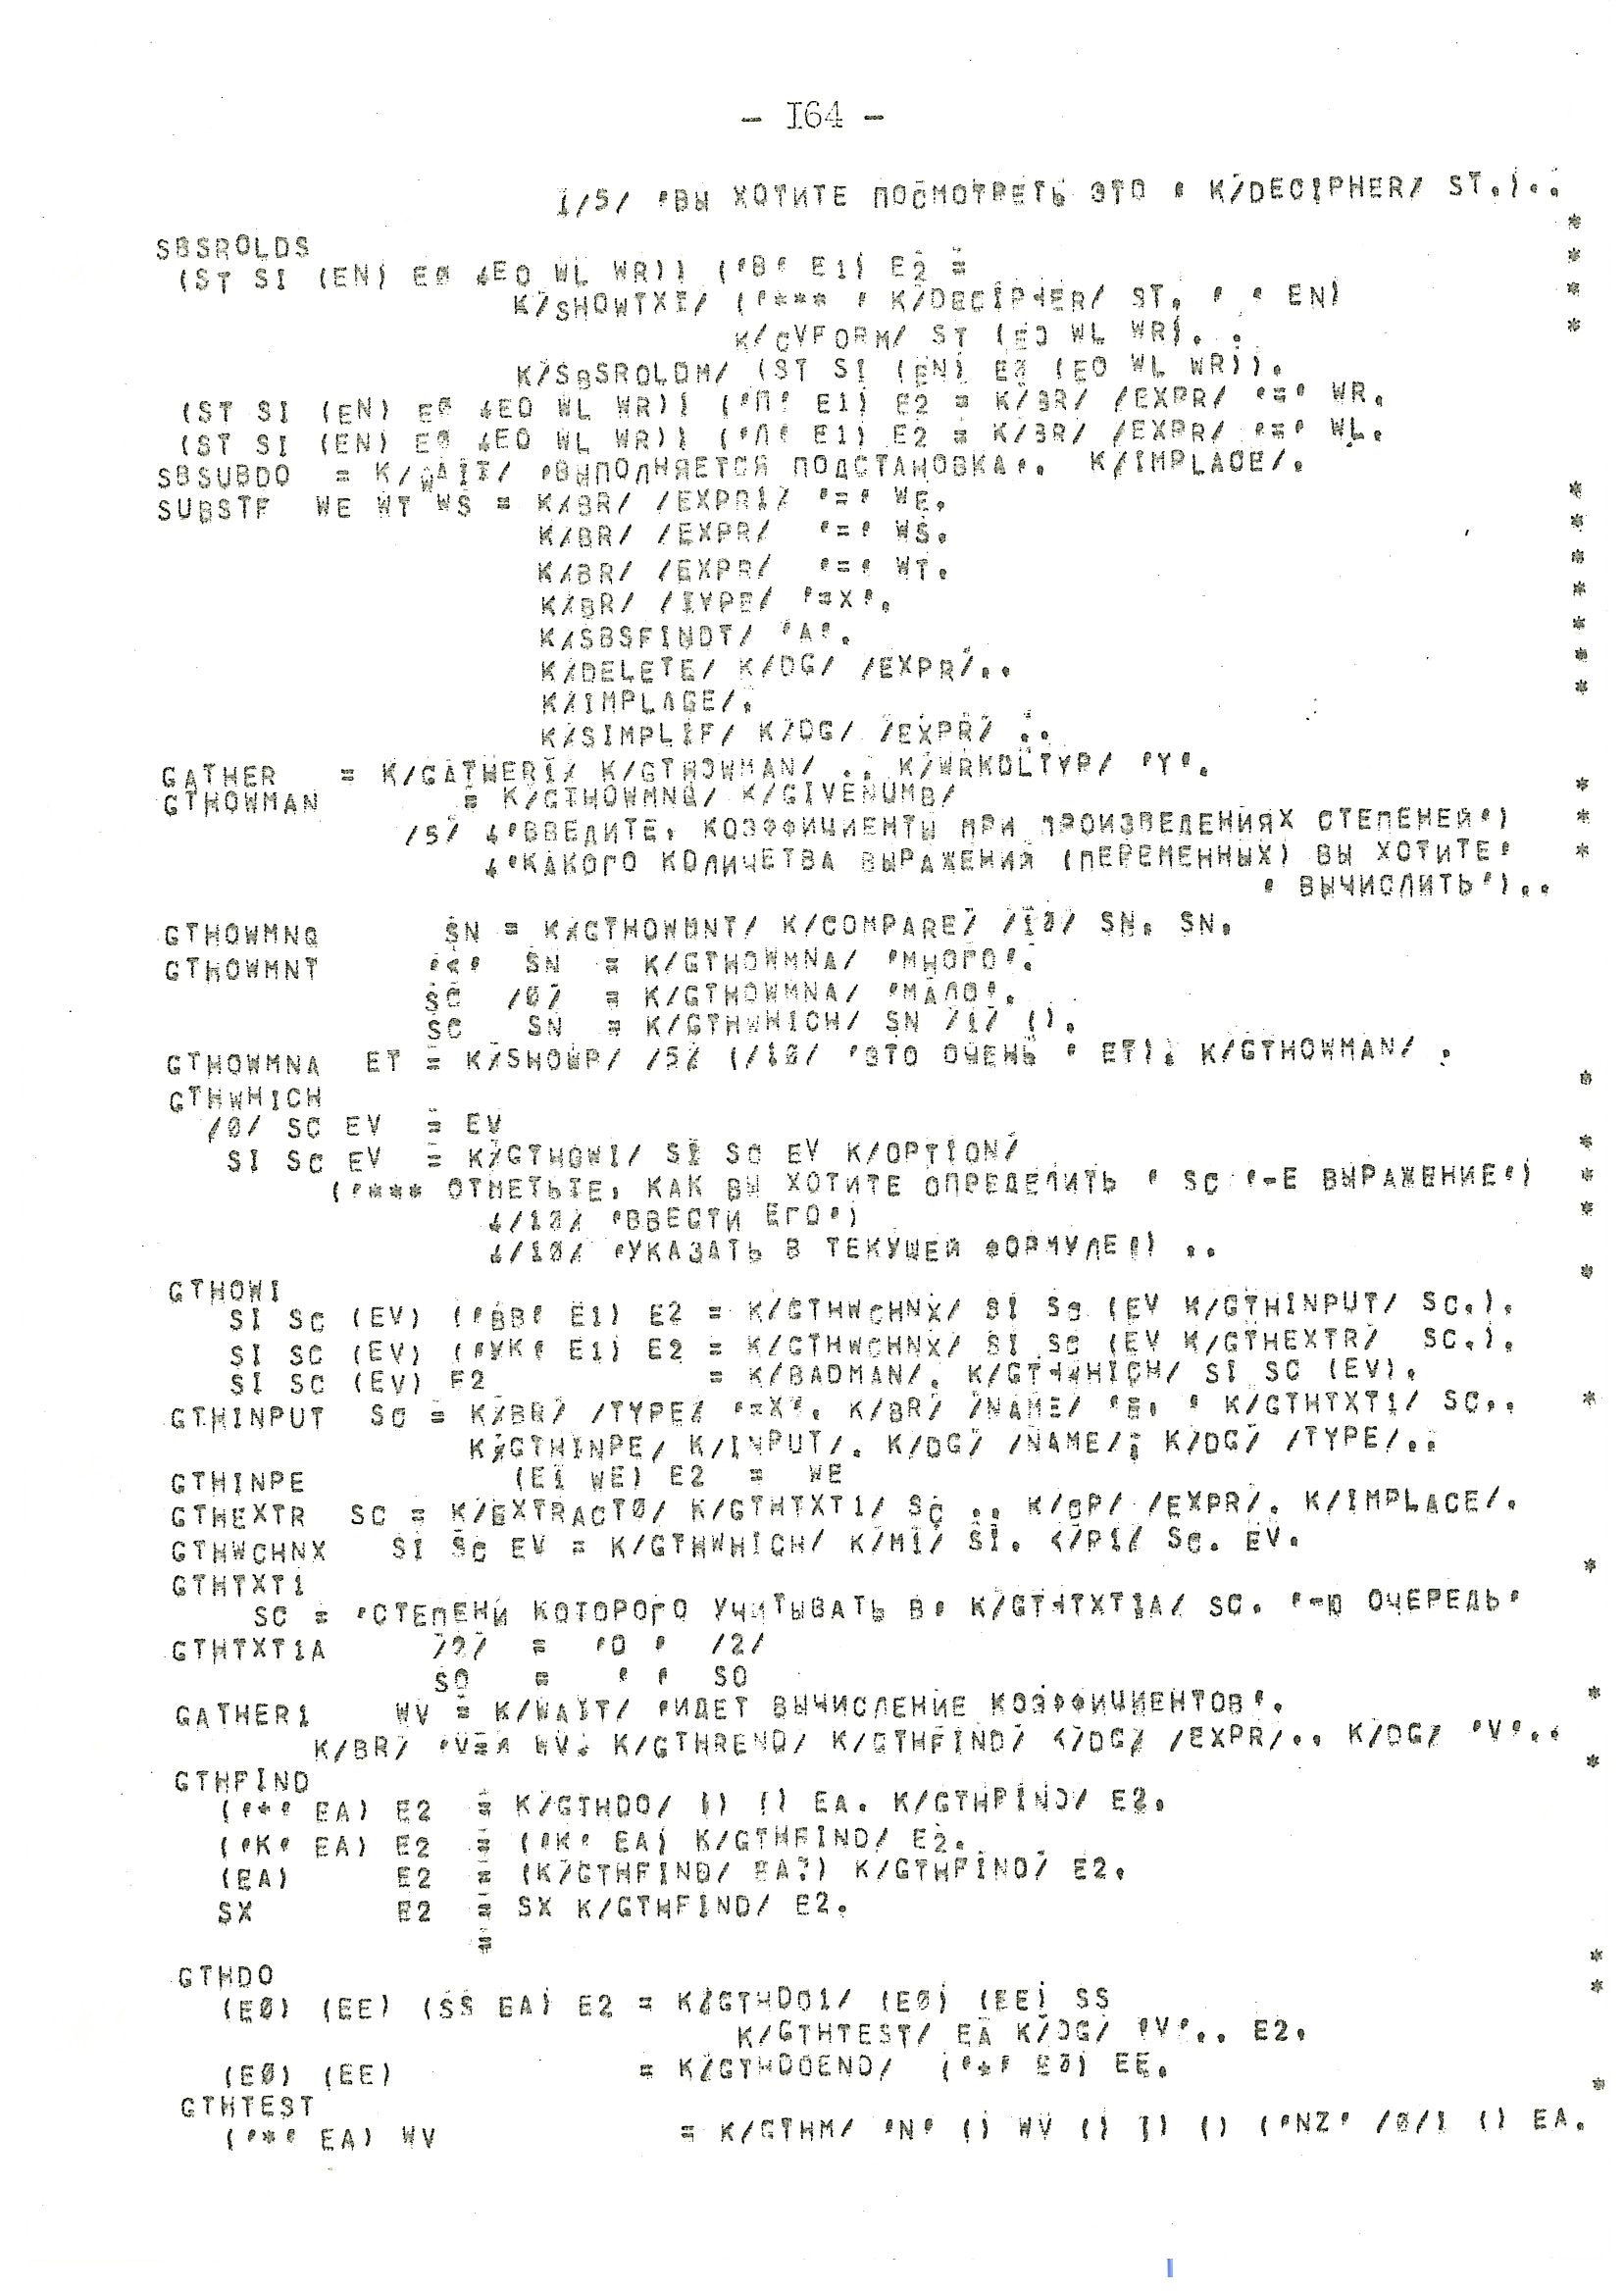 - I64 -
1/5/ 'ВЫ ХОТИТЕ ПОСМОТРЕТЬ ЭТО ' K/DECIPHER/ ST.)..
*
SBSROLDS *
(ST SI (EN) EØ (EO WL WR)) ('В' E1) E2 =
K/SHOWTXI/ ('*** ' K/DECIPHER/ ST. ' ' EN) *
K/CVFORM/ ST (EO WL WR). . *
K/SBSROLDM/ (ST SI (EN) EØ (EO WL WR)).
(ST SI (EN) EØ (EO WL WR)) ('П' E1) E2 = K/BR/ /EXPR/ '=' WR.
(ST SI (EN) EØ (EO WL WR)) ('Л' E1) E2 = K/BR/ /EXPR/ '=' WL.
SBSUBDO = K/WAIT/ 'ВЫПОЛНЯЕТСЯ ПОДСТАНОВКА'. K/IMPLACE/.
SUBSTF WE WT WS = K/BR/ /EXPR1/ '=' WE. *
K/BR/ /EXPR/ '=' WS. *
K/BR/ /EXPR/ '=' WT. *
K/BR/ /TYPE/ '=X'. *
K/SBSFINDT/ 'A'. *
K/DELETE/ K/DG/ /EXPR/.. *
K/IMPLACE/. *
K/SIMPLIF/ K/DG/ /EXPR/ ..
GATHER = K/GATHER1/ K/GTHOWMAN/ .. K/WRKDLTYP/ 'Y'.
GTHOWMAN = K/GTHOWMNQ/ K/GIVENUMB/ *
/5/ ('ВВЕДИТЕ, КОЭФФИЦИЕНТЫ ПРИ ПРОИЗВЕДЕНИЯХ СТЕПЕНЕЙ') *
('КАКОГО КОЛИЧЕТВА ВЫРАЖЕНИЯ (ПЕРЕМЕННЫХ) ВЫ ХОТИТЕ' *
' ВЫЧИСЛИТЬ')..
GTHOWMNQ SN = K/GTHOWMNT/ K/COMPARE/ /10/ SN. SN.
GTHOWMNT '<' SN = K/GTHOWMNA/ 'МНОГО'.
SC /Ø/ = K/GTHOWMNA/ 'МАЛО'.
SC SN = K/GTHWHICH/ SN /1/ ().
GTHOWMNA ET = K/SHOWP/ /5/ (/10/ 'ЭТО ОЧЕНЬ ' ET). K/GTHOWMAN/ .
GTHWHICH *
/Ø/ SC EV = EV
SI SC EV = K/GTHOWI/ SI SC EV K/OPTION/ *
('*** ОТМЕТЬТЕ, КАК ВЫ ХОТИТЕ ОПРЕДЕЛИТЬ ' SC '-Е ВЫРАЖЕНИЕ') *
(/10/ 'ВВЕСТИ ЕГО') *
(/10/ 'УКАЗАТЬ В ТЕКУЩЕЙ ФОРМУЛЕ') ..
GTHOWI *
SI SC (EV) ('ВВ' E1) E2 = K/GTHWCHNX/ SI SC (EV K/GTHINPUT/ SC.).
SI SC (EV) ('УК' E1) E2 = K/GTHWCHNX/ SI SC (EV K/GTHEXTR/ SC.).
SI SC (EV) E2 = K/BADMAN/. K/GTHWHICH/ SI SC (EV).
GTHINPUT SC = K/BR/ /TYPE/ '=X'. K/BR/ /NAME/ '=, ' K/GTHTXT1/ SC.. *
K/GTHINPE/ K/INPUT/. K/DG/ /NAME/. K/DG/ /TYPE/..
GTHINPE (E1 WE) E2 = WE
GTHEXTR SC = K/EXTRACTØ/ K/GTHTXT1/ SC .. K/CP/ /EXPR/. K/IMPLACE/.
GTHWCHNX SI SC EV = K/GTHWHICH/ K/M1/ SI. K/P1/ SC. EV.
GTHTXT1 *
SC = 'СТЕПЕНИ КОТОРОГО УЧИТЫВАТЬ В' K/GTHTXT1A/ SC. '-Ю ОЧЕРЕДЬ'
GTHTXT1A /2/ = 'О ' /2/
SO = ' ' SO
GATHER1 WV = K/WAIT/ 'ИДЕТ ВЫЧИСЛЕНИЕ КОЭФФИЦИЕНТОВ'. *
K/BR/ 'V=' WV. K/GTHREND/ K/GTHFIND/ K/DG/ /EXPR/.. K/DG/ 'V'..
GTHFIND *
('*' EA) E2 = K/GTHDO/ () () EA. K/GTHFIND/ E2.
('K' EA) E2 = ('K' EA) K/GTHFIND/ E2.
(EA) E2 = (K/GTHFIND/ EA.) K/GTHFIND/ E2.
SX E2 = SX K/GTHFIND/ E2.
=
GTHDO *
(EØ) (EE) (SS EA) E2 = K/GTHDO1/ (EØ) (EE) SS *
K/GTHTEST/ EA K/DG/ 'V'.. E2.
(EØ) (EE) = K/GTHDOEND/ ('*' EØ) EE.
GTHTEST *
('*' EA) WV = K/GTHM/ 'N' () WV () () () ('NZ' /Ø/) () EA.